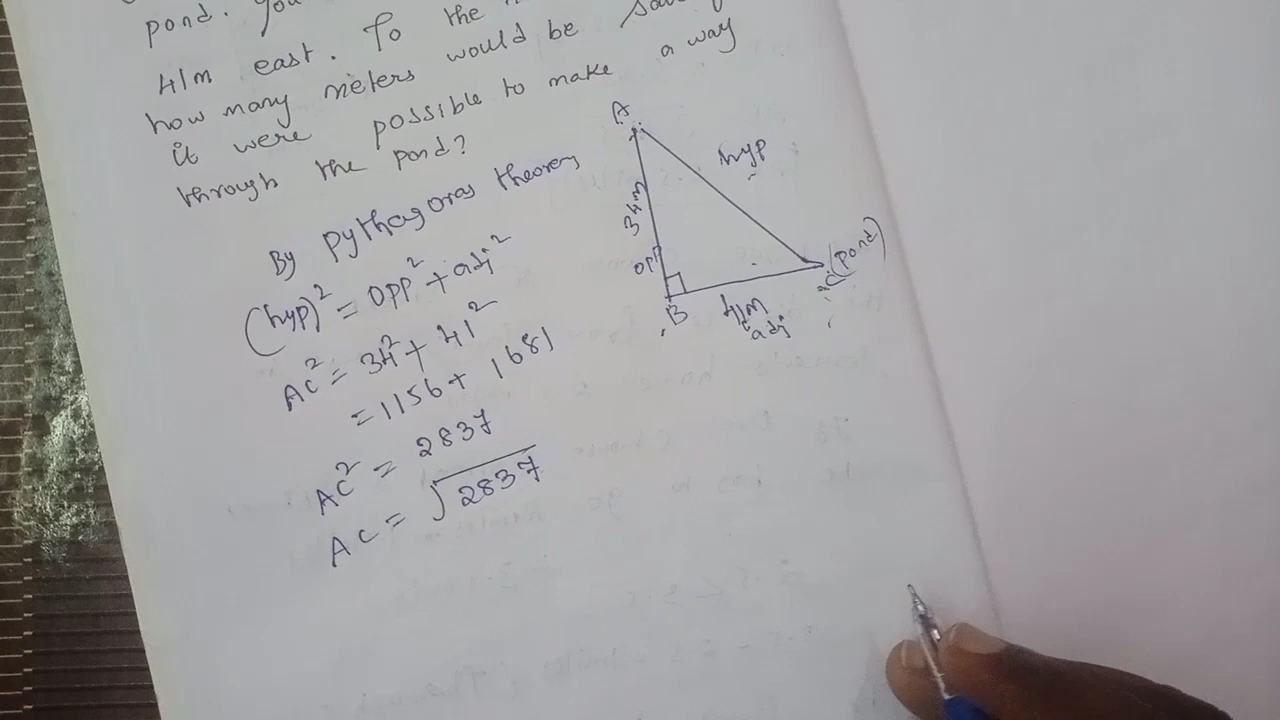 pond. You
41m east. To the
how many meters would be
it were possible to make a way
through the pond?
By pythagoras theorem
(hyp)² = opp² + adj²
AC² = 34² + 41²
= 1156 + 1681
AC² = 2837
AC = √2837
A
hyp
34m
opp
B
41m
adj
C(pond)